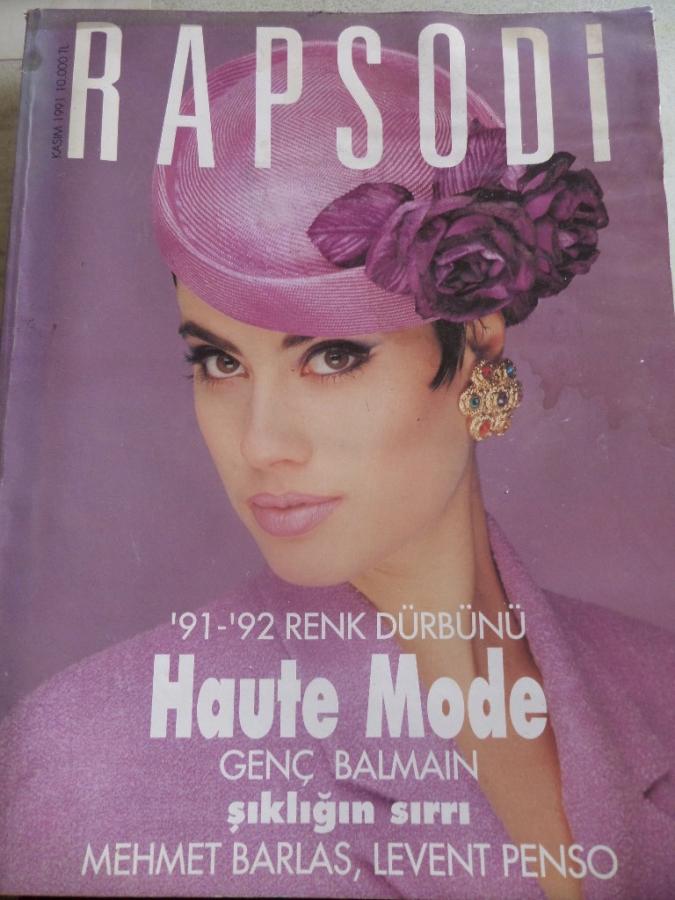 RAPSODİ
KASIM 1991 10.000 TL
'91-'92 RENK DÜRBÜNÜ
Haute Mode
GENÇ BALMAIN
şıklığın sırrı
MEHMET BARLAS, LEVENT PENSO